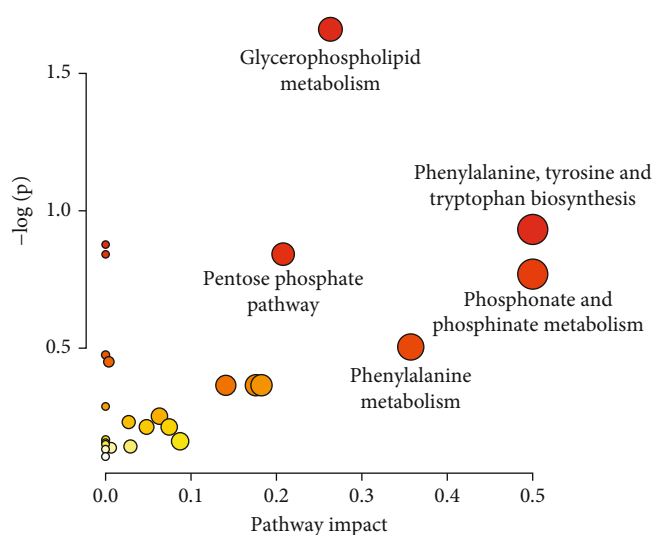 Glycerophospholipid
metabolism
1.5
Phenylalanine, tyrosine and
tryptophan biosynthesis
−log (p)
1.0
Pentose phosphate
pathway
Phosphonate and
phosphinate metabolism
0.5
Phenylalanine
metabolism
0.0 0.1 0.2 0.3 0.4 0.5
Pathway impact